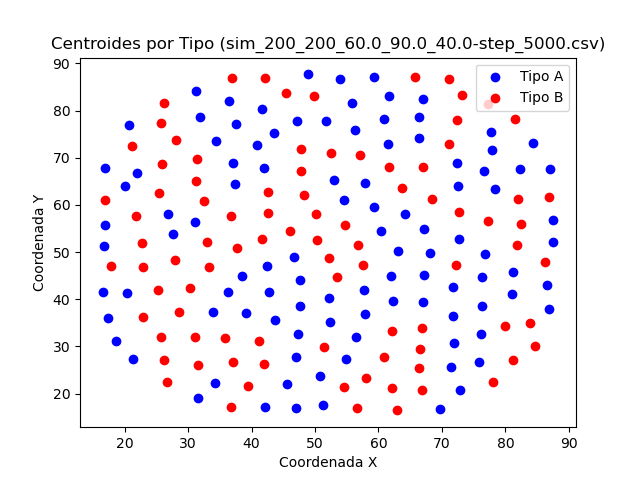 Centroides por Tipo (sim_200_200_60.0_90.0_40.0-step_5000.csv)
Tipo A
Tipo B
90
80
70
60
50
40
30
20
Coordenada Y
20 30 40 50 60 70 80 90
Coordenada X